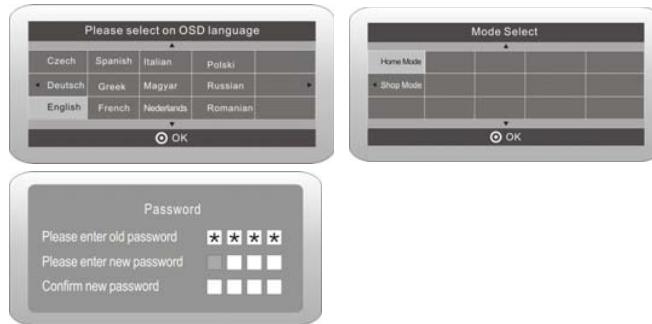 Please select on OSD language
Czech Spanish Italian Polski
Deutsch Greek Magyar Russian
English French Nederlands Romanian
OK
Mode Select
Home Mode
Shop Mode
OK
Password
Please enter old password * * * *
Please enter new password
Confirm new password